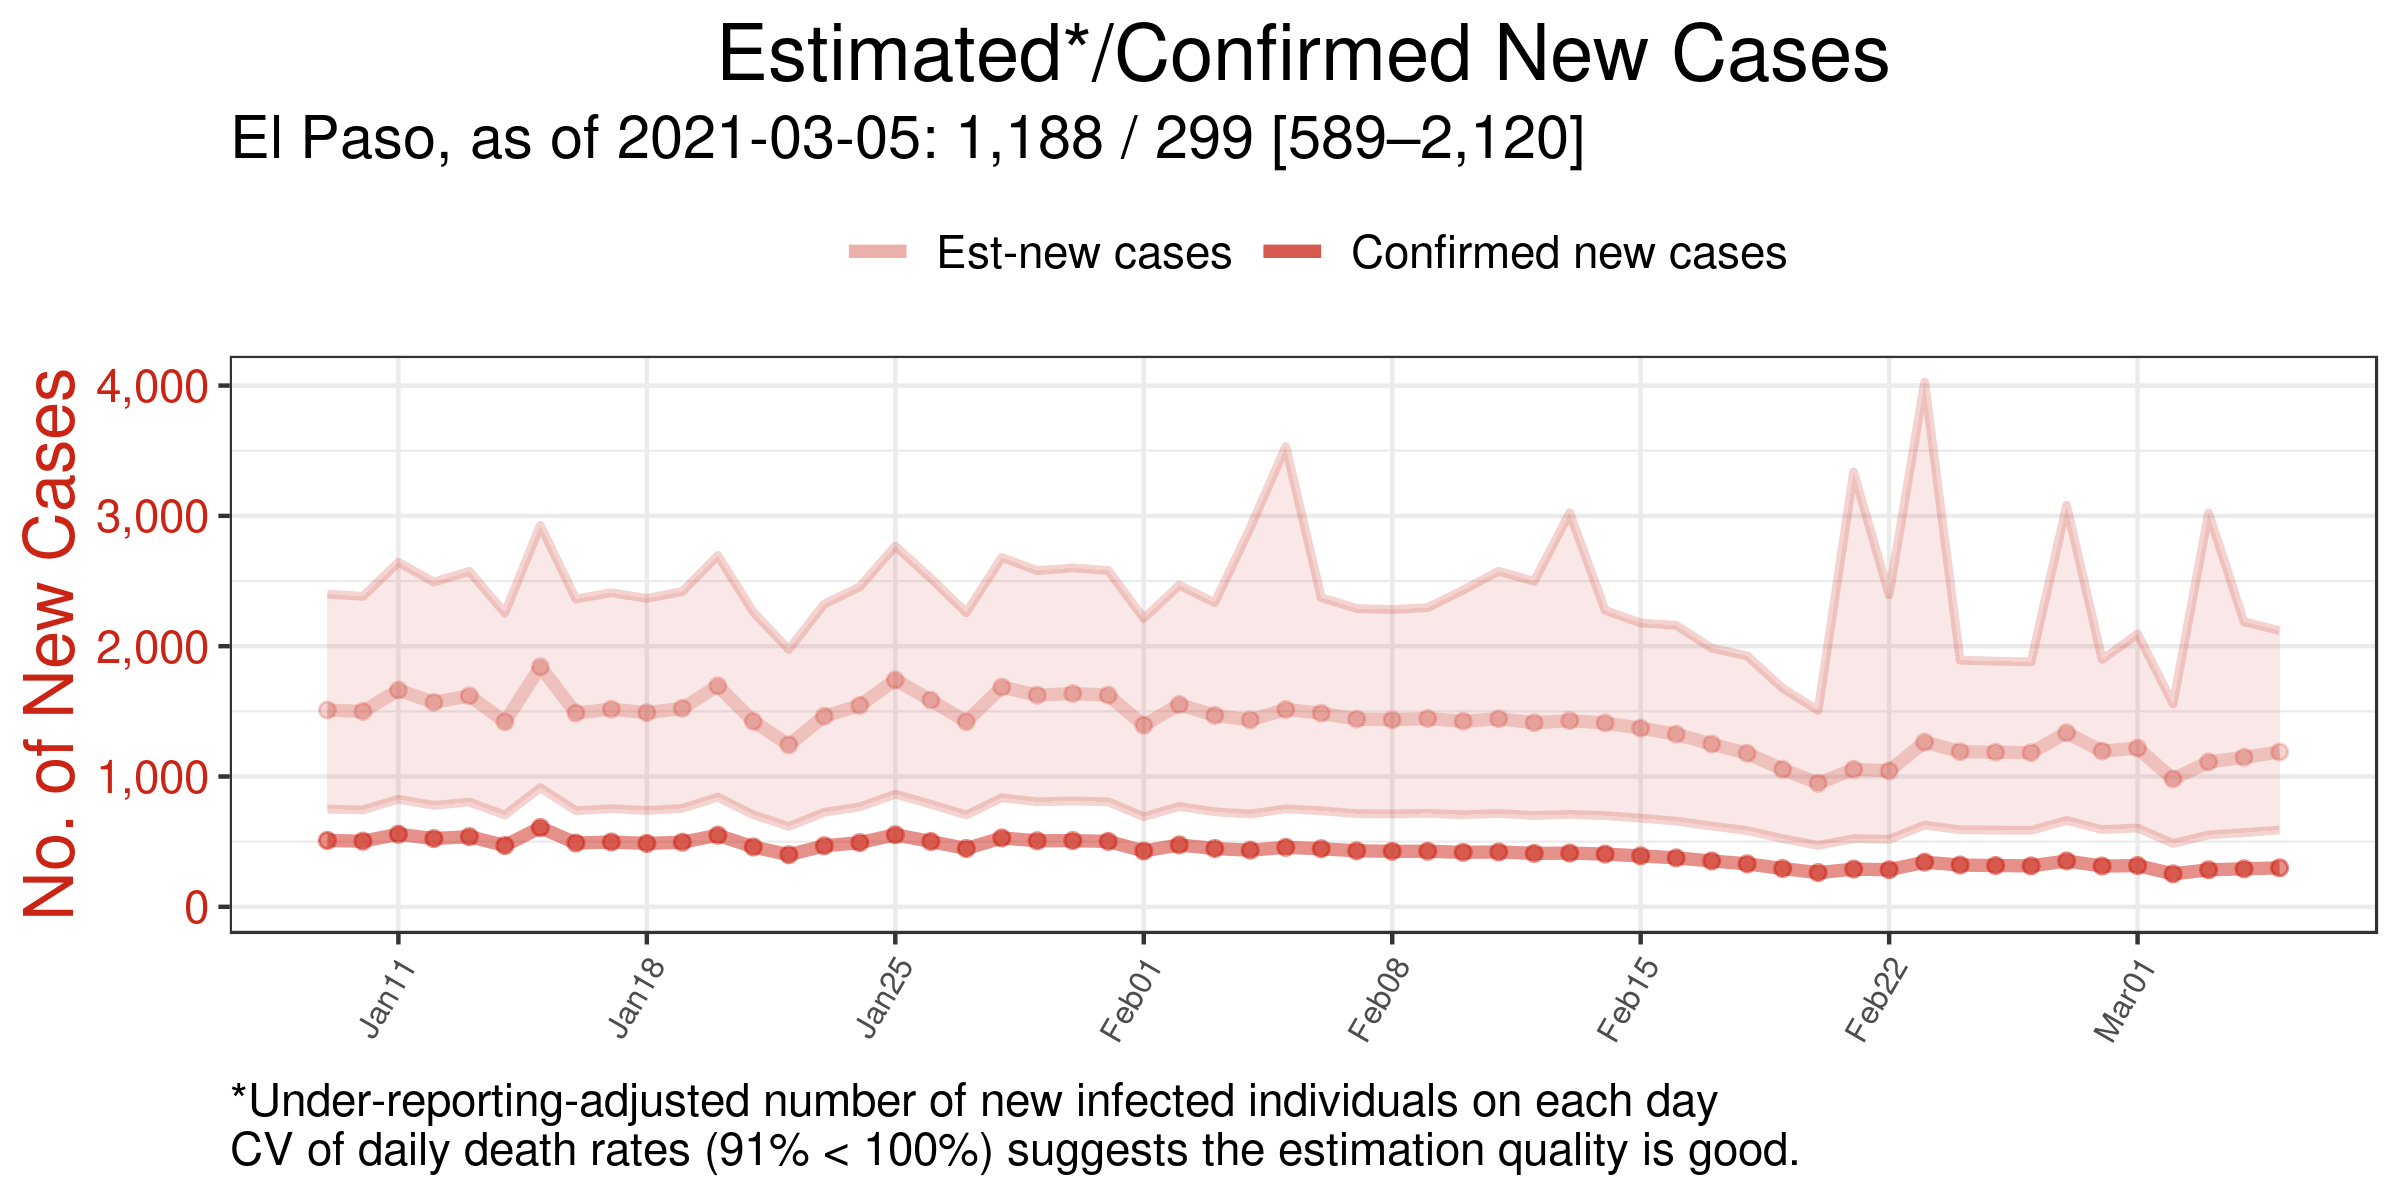 Estimated*/Confirmed New Cases
El Paso, as of 2021-03-05: 1,188 / 299 [589–2,120]
Est-new cases Confirmed new cases
No. of New Cases
4,000
3,000
2,000
1,000
0
Jan11 Jan18 Jan25 Feb01 Feb08 Feb15 Feb22 Mar01
*Under-reporting-adjusted number of new infected individuals on each day
CV of daily death rates (91% < 100%) suggests the estimation quality is good.